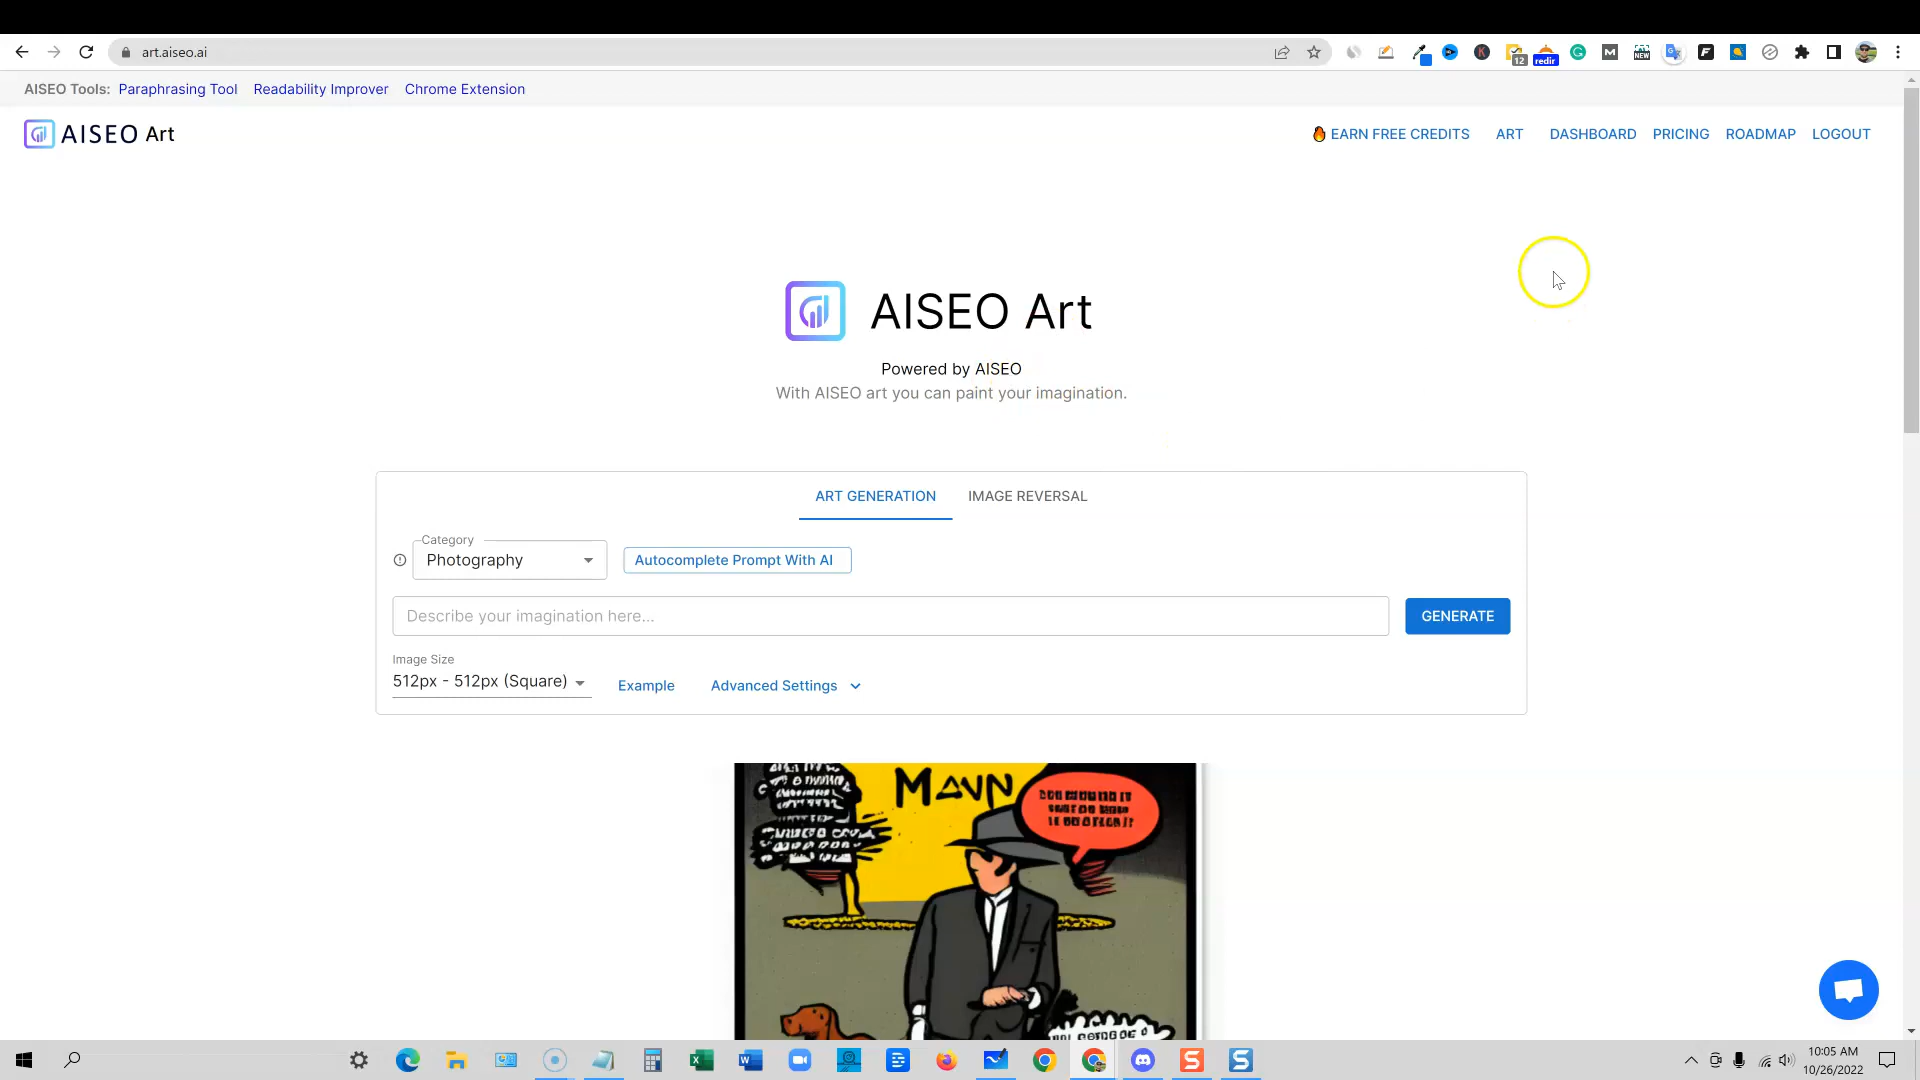 art.aiseo.ai
12
redir
NEW
AISEO Tools: Paraphrasing Tool Readability Improver Chrome Extension
AISEO Art
EARN FREE CREDITS ART DASHBOARD PRICING ROADMAP LOGOUT
AISEO Art
Powered by AISEO
With AISEO art you can paint your imagination.
ART GENERATION IMAGE REVERSAL
Category
Photography
Autocomplete Prompt With AI
Describe your imagination here...
GENERATE
Image Size
512px - 512px (Square)
Example
Advanced Settings
10:05 AM
10/26/2022